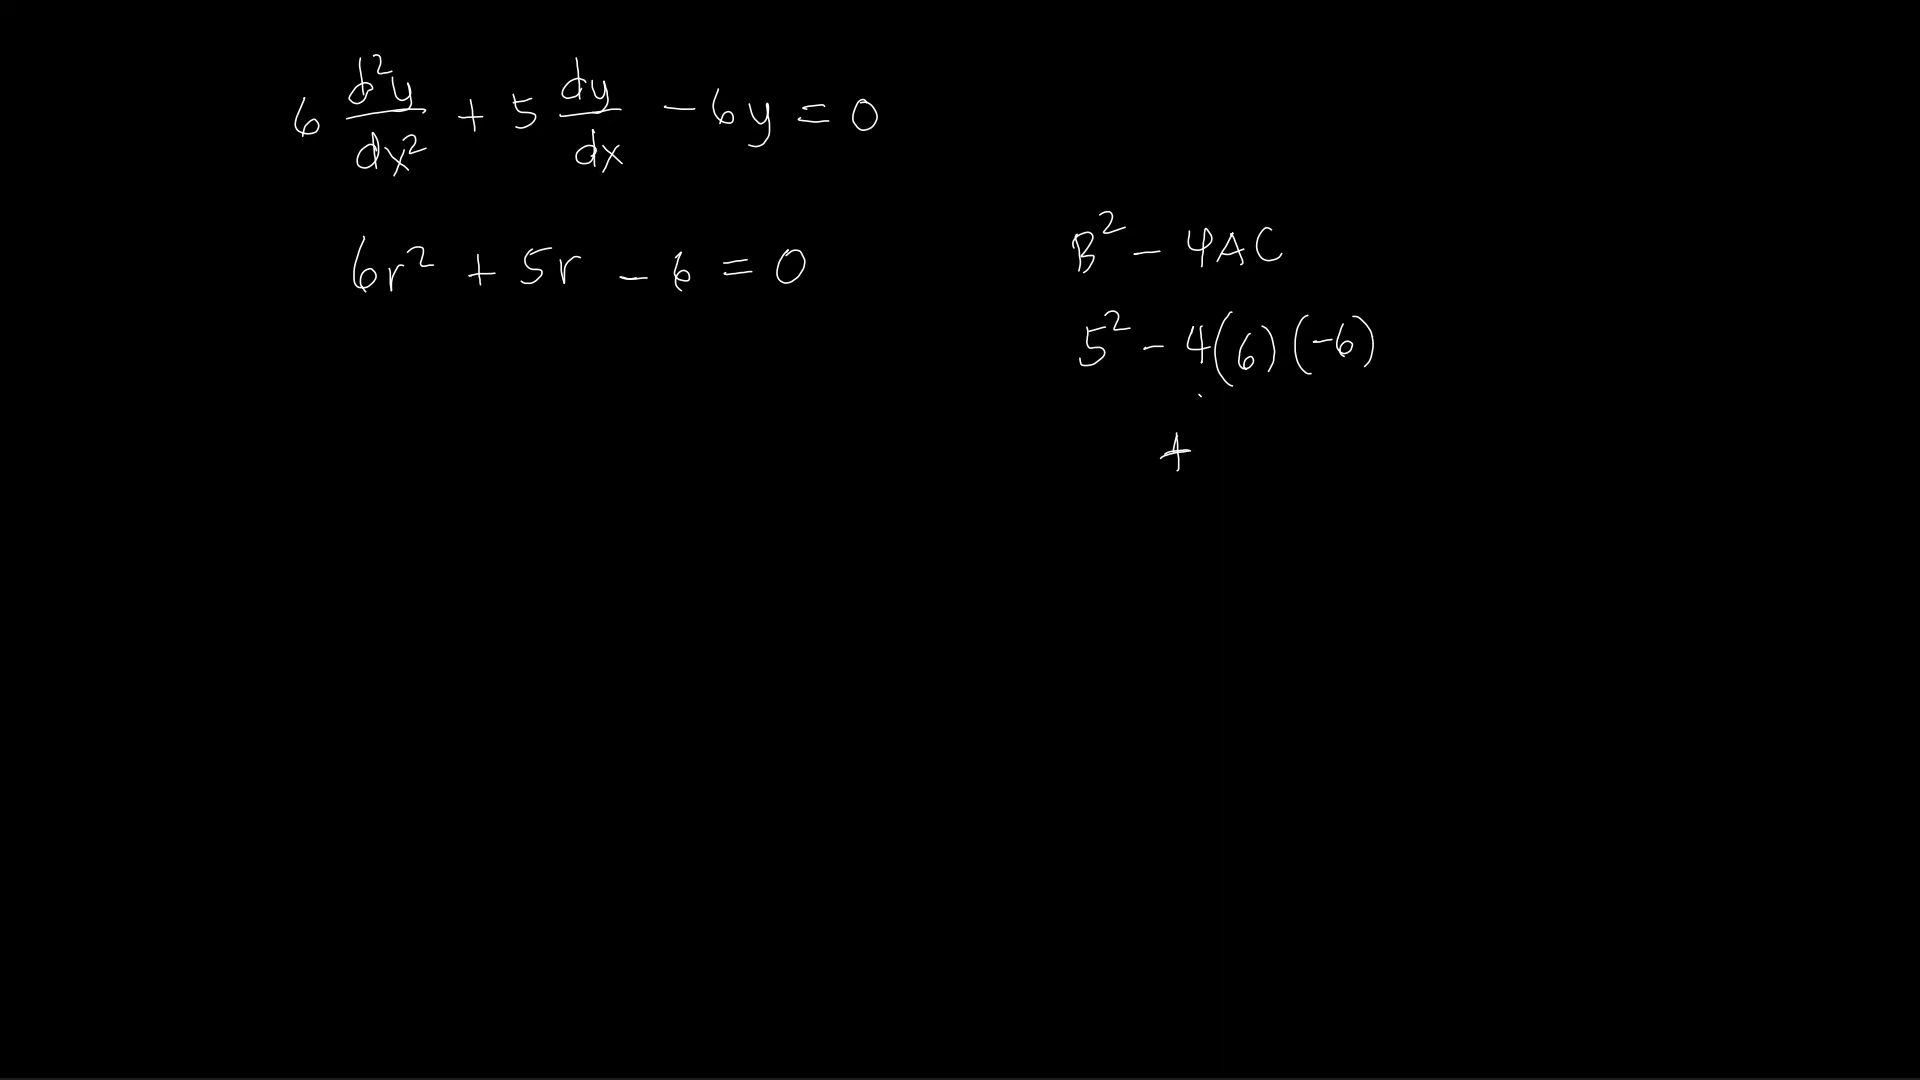 6 d²y/dx² + 5 dy/dx - 6y = 0
6r² + 5r - 6 = 0
B² - 4AC
5² - 4(6)(-6)
+